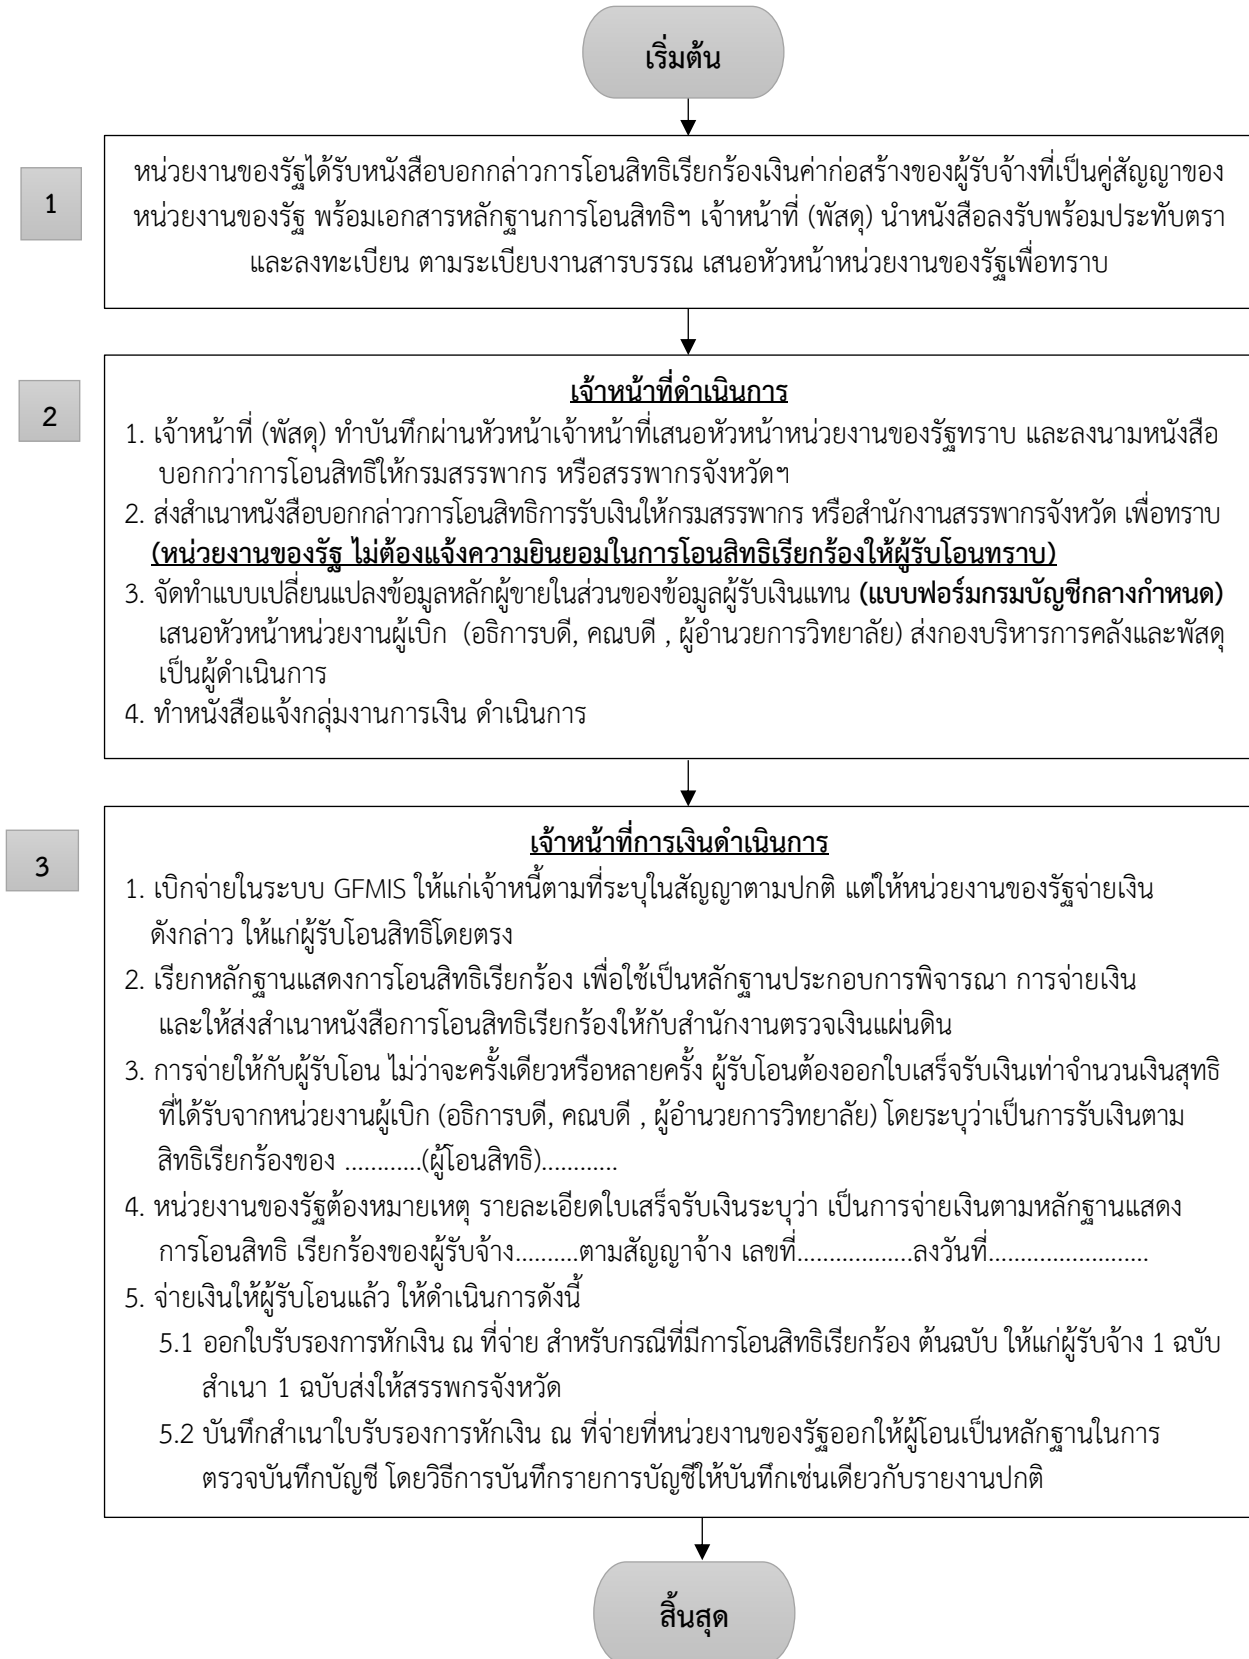 เริ่มต้น
1
หน่วยงานของรัฐได้รับหนังสือบอกกล่าวการโอนสิทธิเรียกร้องเงินค่าก่อสร้างของผู้รับจ้างที่เป็นคู่สัญญาของ
หน่วยงานของรัฐ พร้อมเอกสารหลักฐานการโอนสิทธิฯ เจ้าหน้าที่ (พัสดุ) นำหนังสือลงรับพร้อมประทับตรา
และลงทะเบียน ตามระเบียบงานสารบรรณ เสนอหัวหน้าหน่วยงานของรัฐเพื่อทราบ
2
เจ้าหน้าที่ดำเนินการ
1. เจ้าหน้าที่ (พัสดุ) ทำบันทึกผ่านหัวหน้าเจ้าหน้าที่เสนอหัวหน้าหน่วยงานของรัฐทราบ และลงนามหนังสือ
บอกกว่าการโอนสิทธิให้กรมสรรพากร หรือสรรพากรจังหวัดฯ
2. ส่งสำเนาหนังสือบอกกล่าวการโอนสิทธิการรับเงินให้กรมสรรพากร หรือสำนักงานสรรพากรจังหวัด เพื่อทราบ
(หน่วยงานของรัฐ ไม่ต้องแจ้งความยินยอมในการโอนสิทธิเรียกร้องให้ผู้รับโอนทราบ)
3. จัดทำแบบเปลี่ยนแปลงข้อมูลหลักผู้ขายในส่วนของข้อมูลผู้รับเงินแทน (แบบฟอร์มกรมบัญชีกลางกำหนด)
เสนอหัวหน้าหน่วยงานผู้เบิก (อธิการบดี, คณบดี , ผู้อำนวยการวิทยาลัย) ส่งกองบริหารการคลังและพัสดุ
เป็นผู้ดำเนินการ
4. ทำหนังสือแจ้งกลุ่มงานการเงิน ดำเนินการ
3
เจ้าหน้าที่การเงินดำเนินการ
1. เบิกจ่ายในระบบ GFMIS ให้แก่เจ้าหนี้ตามที่ระบุในสัญญาตามปกติ แต่ให้หน่วยงานของรัฐจ่ายเงิน
ดังกล่าว ให้แก่ผู้รับโอนสิทธิโดยตรง
2. เรียกหลักฐานแสดงการโอนสิทธิเรียกร้อง เพื่อใช้เป็นหลักฐานประกอบการพิจารณา การจ่ายเงิน
และให้ส่งสำเนาหนังสือการโอนสิทธิเรียกร้องให้กับสำนักงานตรวจเงินแผ่นดิน
3. การจ่ายให้กับผู้รับโอน ไม่ว่าจะครั้งเดียวหรือหลายครั้ง ผู้รับโอนต้องออกใบเสร็จรับเงินเท่าจำนวนเงินสุทธิ
ที่ได้รับจากหน่วยงานผู้เบิก (อธิการบดี, คณบดี , ผู้อำนวยการวิทยาลัย) โดยระบุว่าเป็นการรับเงินตาม
สิทธิเรียกร้องของ ............(ผู้โอนสิทธิ)............
4. หน่วยงานของรัฐต้องหมายเหตุ รายละเอียดใบเสร็จรับเงินระบุว่า เป็นการจ่ายเงินตามหลักฐานแสดง
การโอนสิทธิ เรียกร้องของผู้รับจ้าง..........ตามสัญญาจ้าง เลขที่..................ลงวันที่.........................
5. จ่ายเงินให้ผู้รับโอนแล้ว ให้ดำเนินการดังนี้
5.1 ออกใบรับรองการหักเงิน ณ ที่จ่าย สำหรับกรณีที่มีการโอนสิทธิเรียกร้อง ต้นฉบับ ให้แก่ผู้รับจ้าง 1 ฉบับ
สำเนา 1 ฉบับส่งให้สรรพกรจังหวัด
5.2 บันทึกสำเนาใบรับรองการหักเงิน ณ ที่จ่ายที่หน่วยงานของรัฐออกให้ผู้โอนเป็นหลักฐานในการ
ตรวจบันทึกบัญชี โดยวิธีการบันทึกรายการบัญชีให้บันทึกเช่นเดียวกับรายงานปกติ
สิ้นสุด